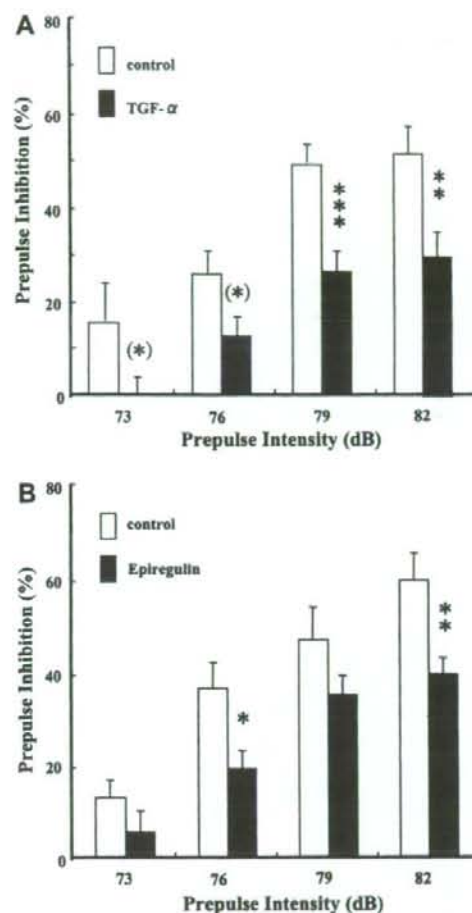 A
80
60
40
20
0
Prepulse Inhibition (%)
control
TGF-α
(*)
(*)
***
**
73 76 79 82
Prepulse Intensity (dB)
B
80
60
40
20
0
Prepulse Inhibition (%)
control
Epiregulin
*
**
73 76 79 82
Prepulse Intensity (dB)